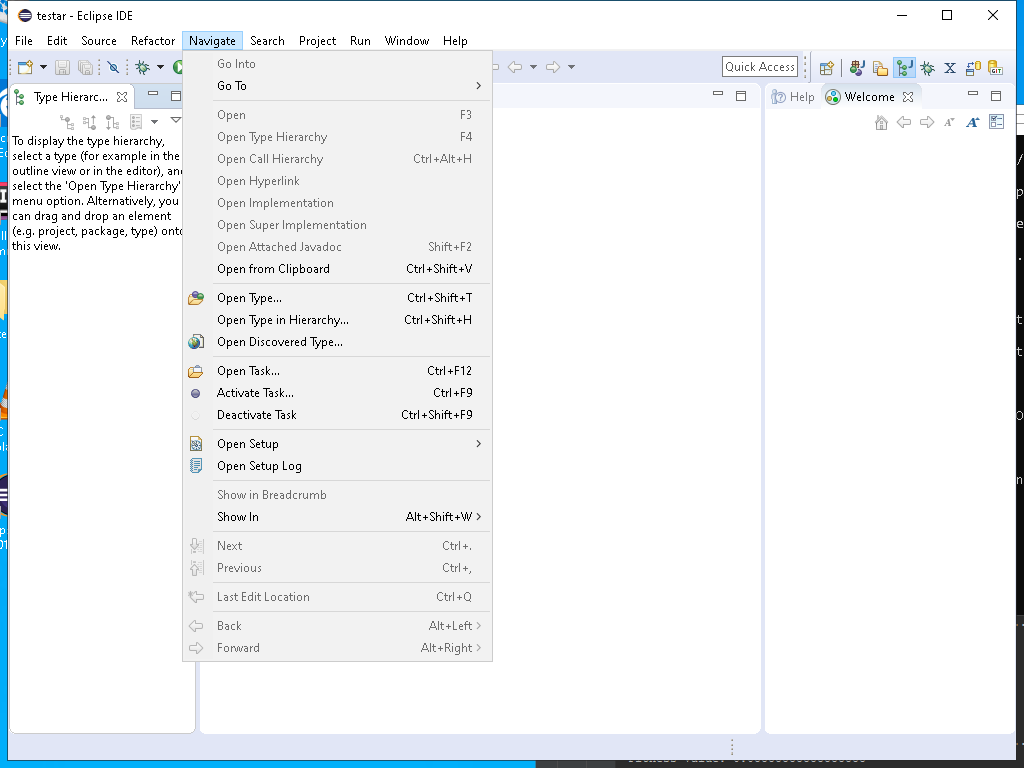 testar - Eclipse IDE
File Edit Source Refactor Navigate Search Project Run Window Help
Quick Access
Type Hierarc...
Help
Welcome
To display the type hierarchy,
select a type (for example in the
outline view or in the editor), and
select the 'Open Type Hierarchy'
menu option. Alternatively, you
can drag and drop an element
(e.g. project, package, type) onto
this view.
Go Into
Go To
Open F3
Open Type Hierarchy F4
Open Call Hierarchy Ctrl+Alt+H
Open Hyperlink
Open Implementation
Open Super Implementation
Open Attached Javadoc Shift+F2
Open from Clipboard Ctrl+Shift+V
Open Type... Ctrl+Shift+T
Open Type in Hierarchy... Ctrl+Shift+H
Open Discovered Type...
Open Task... Ctrl+F12
Activate Task... Ctrl+F9
Deactivate Task Ctrl+Shift+F9
Open Setup
Open Setup Log
Show in Breadcrumb
Show In Alt+Shift+W
Next Ctrl+.
Previous Ctrl+,
Last Edit Location Ctrl+Q
Back Alt+Left
Forward Alt+Right